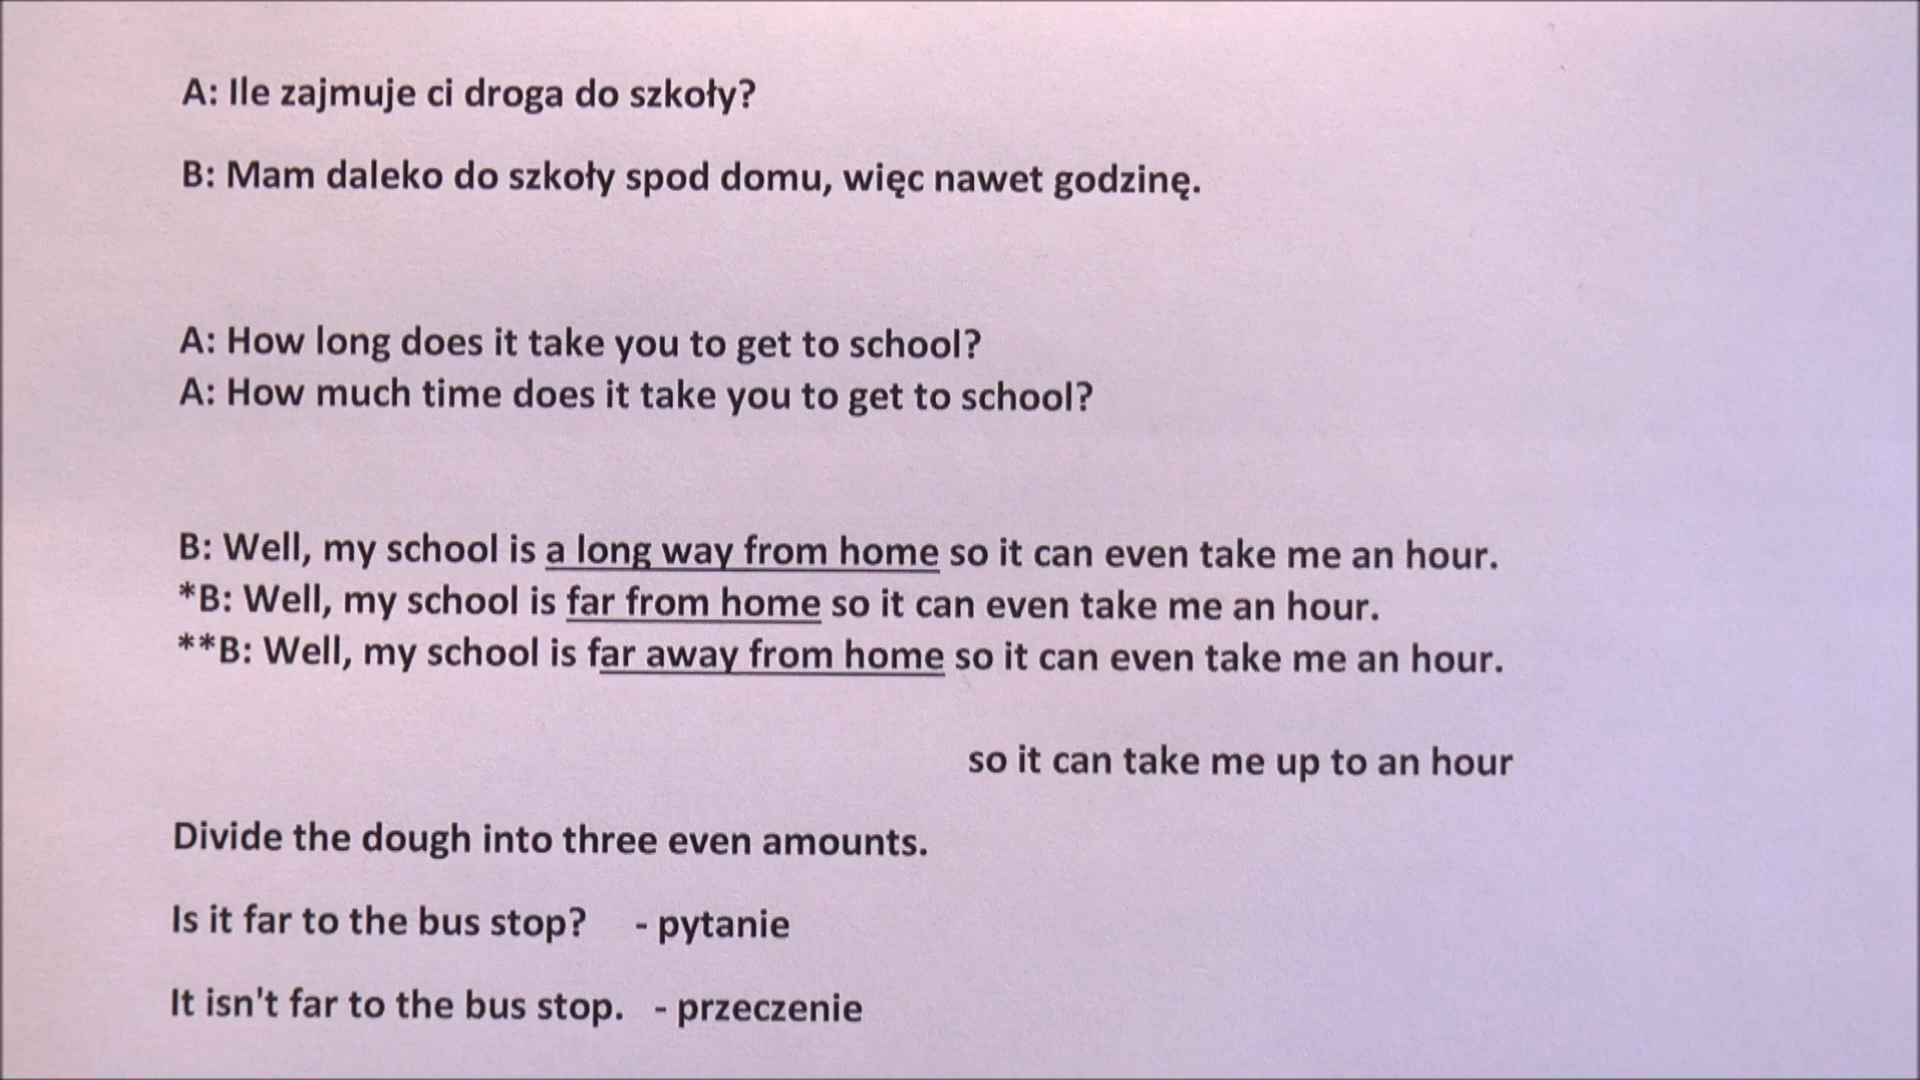 A: Ile zajmuje ci droga do szkoły?
B: Mam daleko do szkoły spod domu, więc nawet godzinę.
A: How long does it take you to get to school?
A: How much time does it take you to get to school?
B: Well, my school is a long way from home so it can even take me an hour.
*B: Well, my school is far from home so it can even take me an hour.
**B: Well, my school is far away from home so it can even take me an hour.
so it can take me up to an hour
Divide the dough into three even amounts.
Is it far to the bus stop? - pytanie
It isn't far to the bus stop. - przeczenie